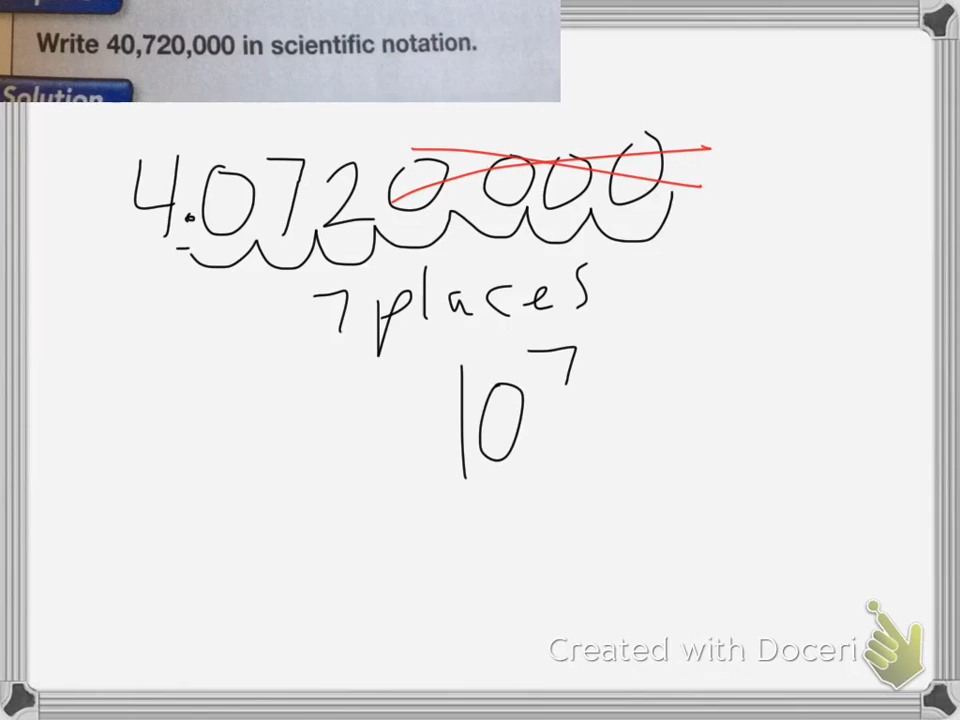 Write 40,720,000 in scientific notation.
Solution
4.0720000
7 places
10⁷
Created with Doceri